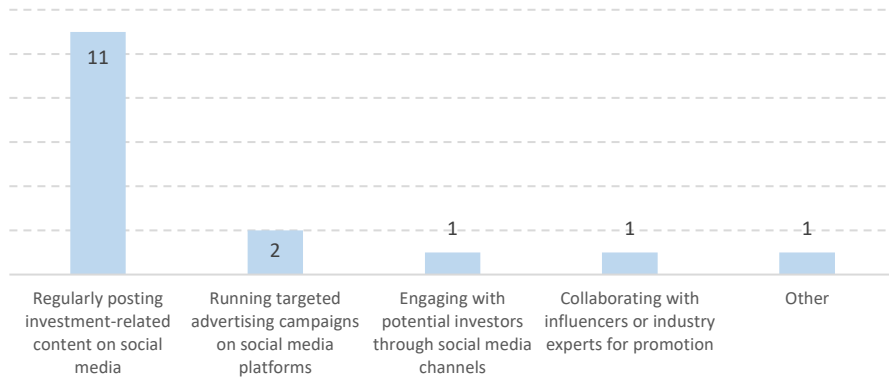 11
2
1
1
1
Regularly posting
investment-related
content on social
media
Running targeted
advertising campaigns
on social media
platforms
Engaging with
potential investors
through social media
channels
Collaborating with
influencers or industry
experts for promotion
Other